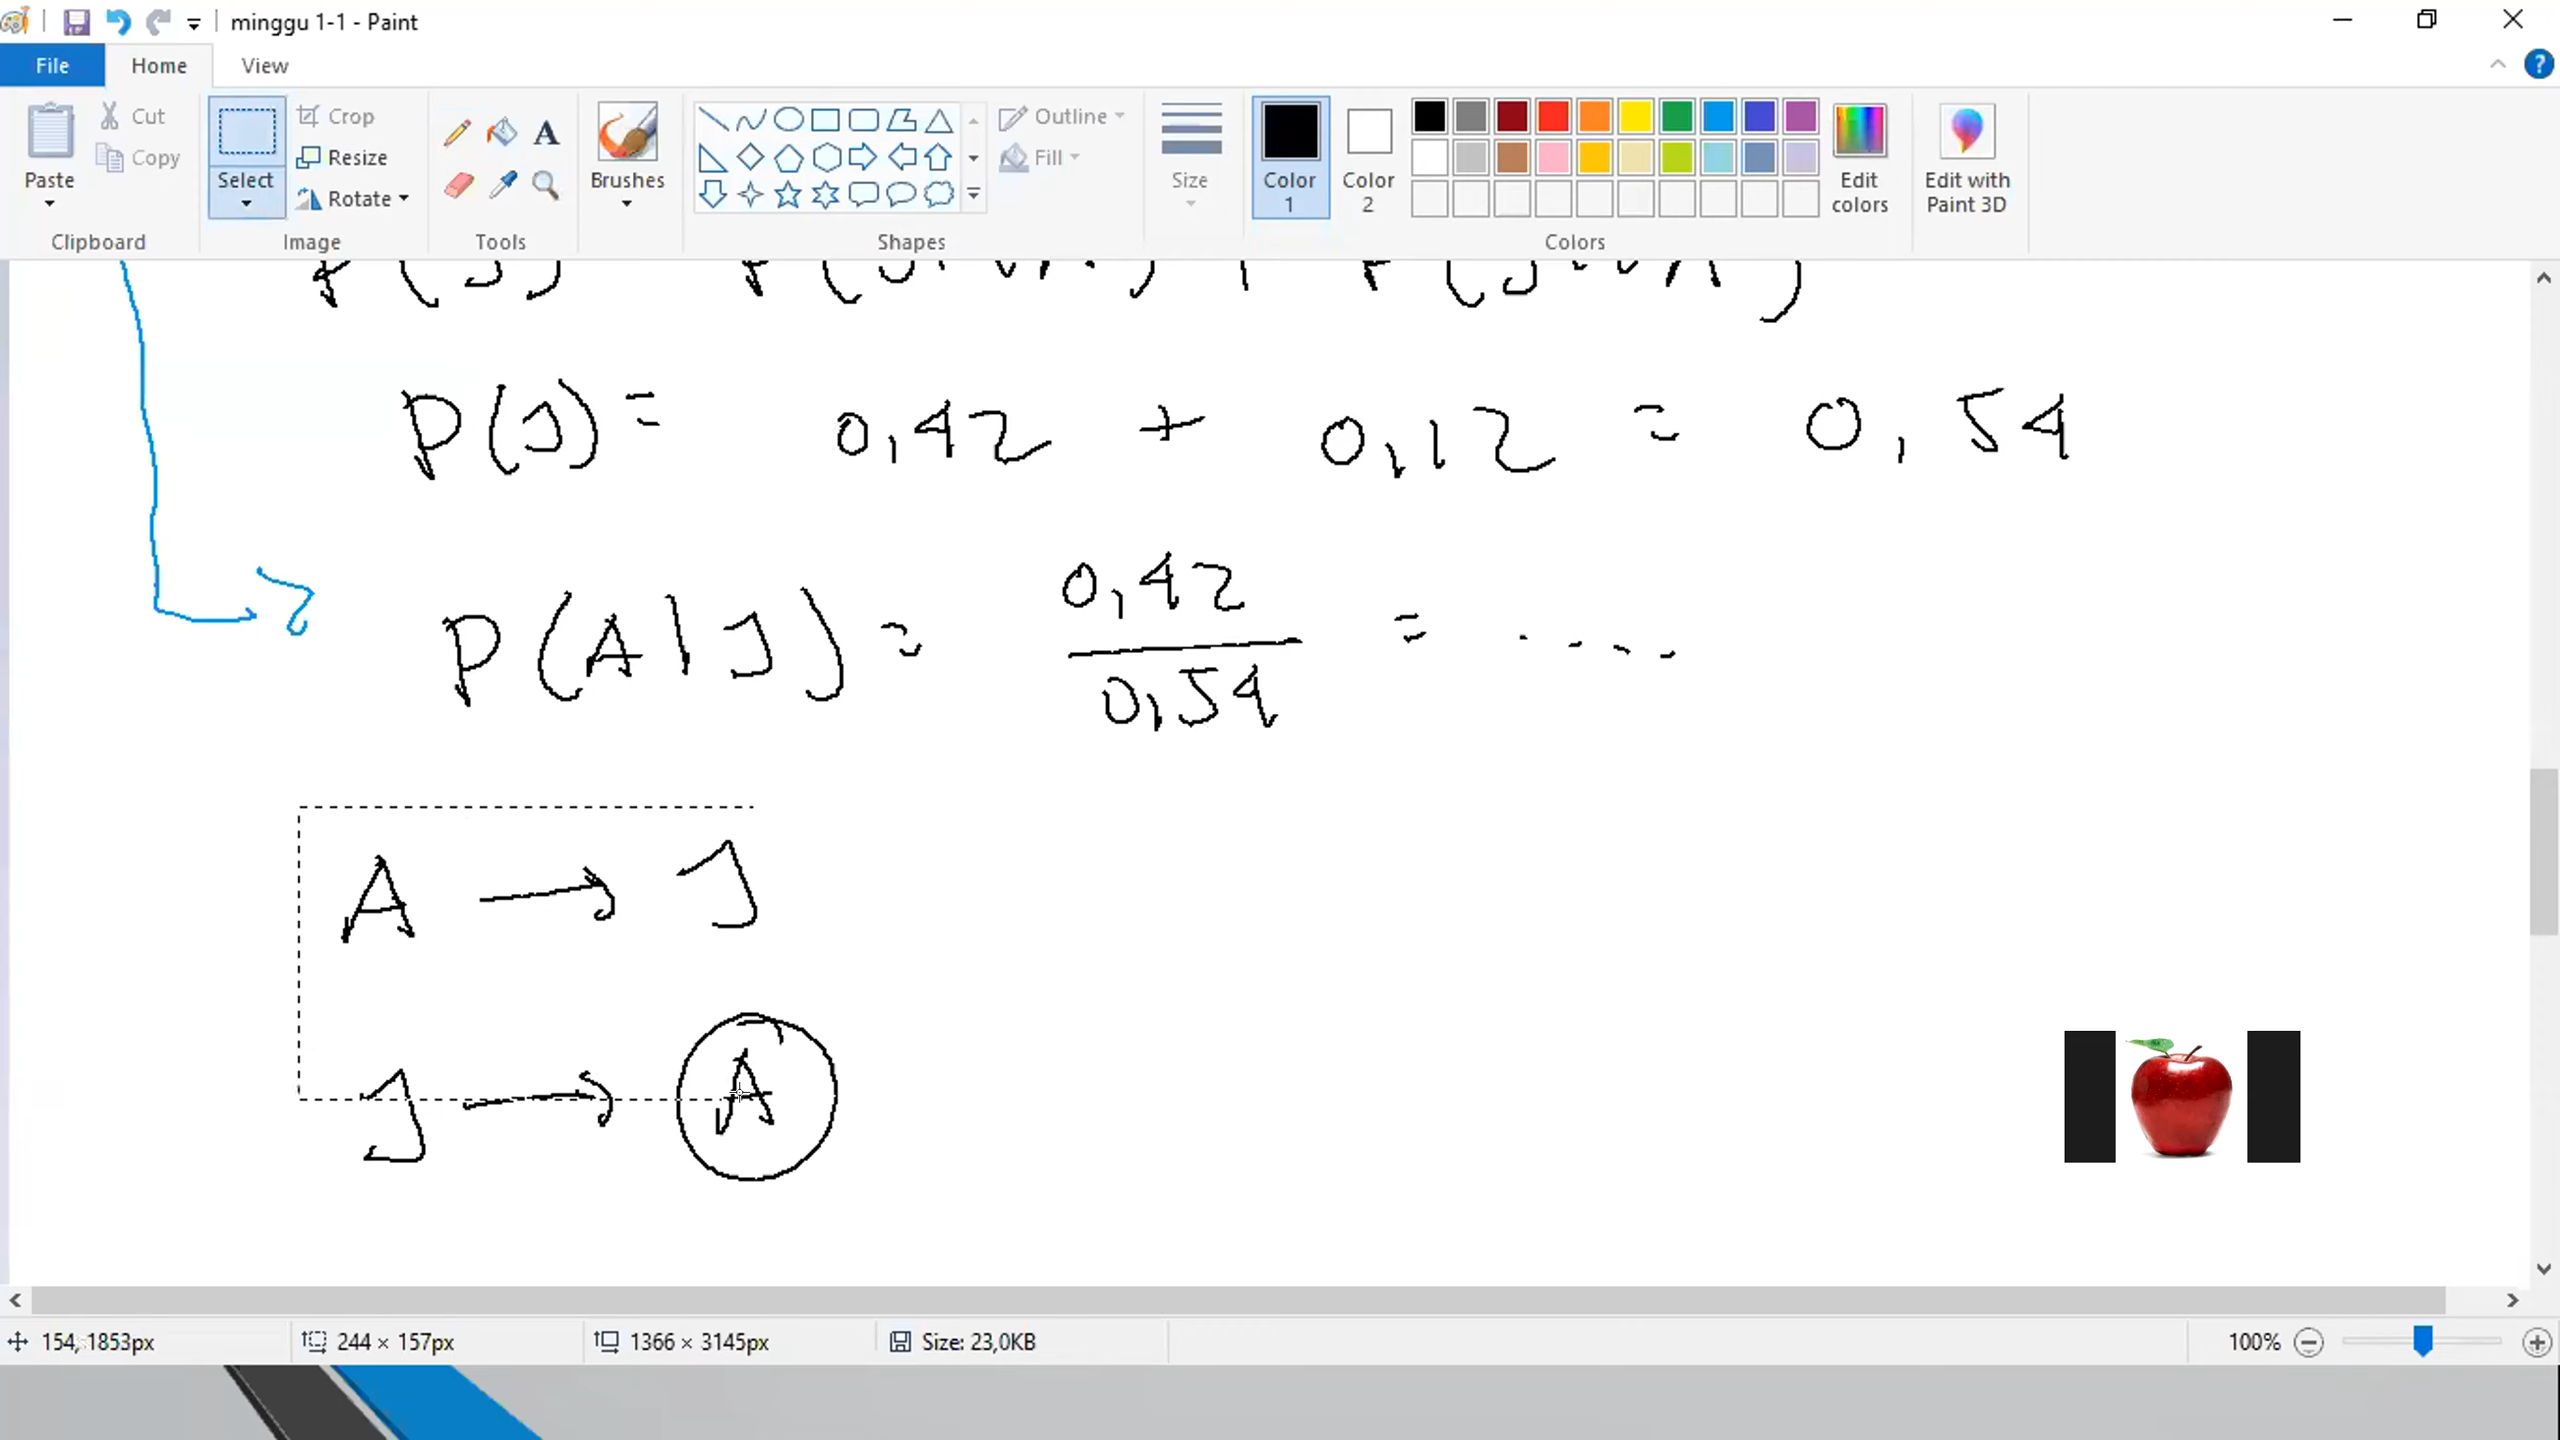 minggu 1-1 - Paint
File Home View
Paste Cut Copy Clipboard
Select Crop Resize Rotate Image
Tools
Brushes
Shapes
Outline Fill
Size
Color 1 Color 2
Edit colors
Edit with Paint 3D
Colors
P(J) =  0,42 + 0,12 = 0,54
P(A|J) = 0,42
0,54
= ....
A → J
J → A
154, 1853px 244 × 157px 1366 × 3145px Size: 23,0KB 100%